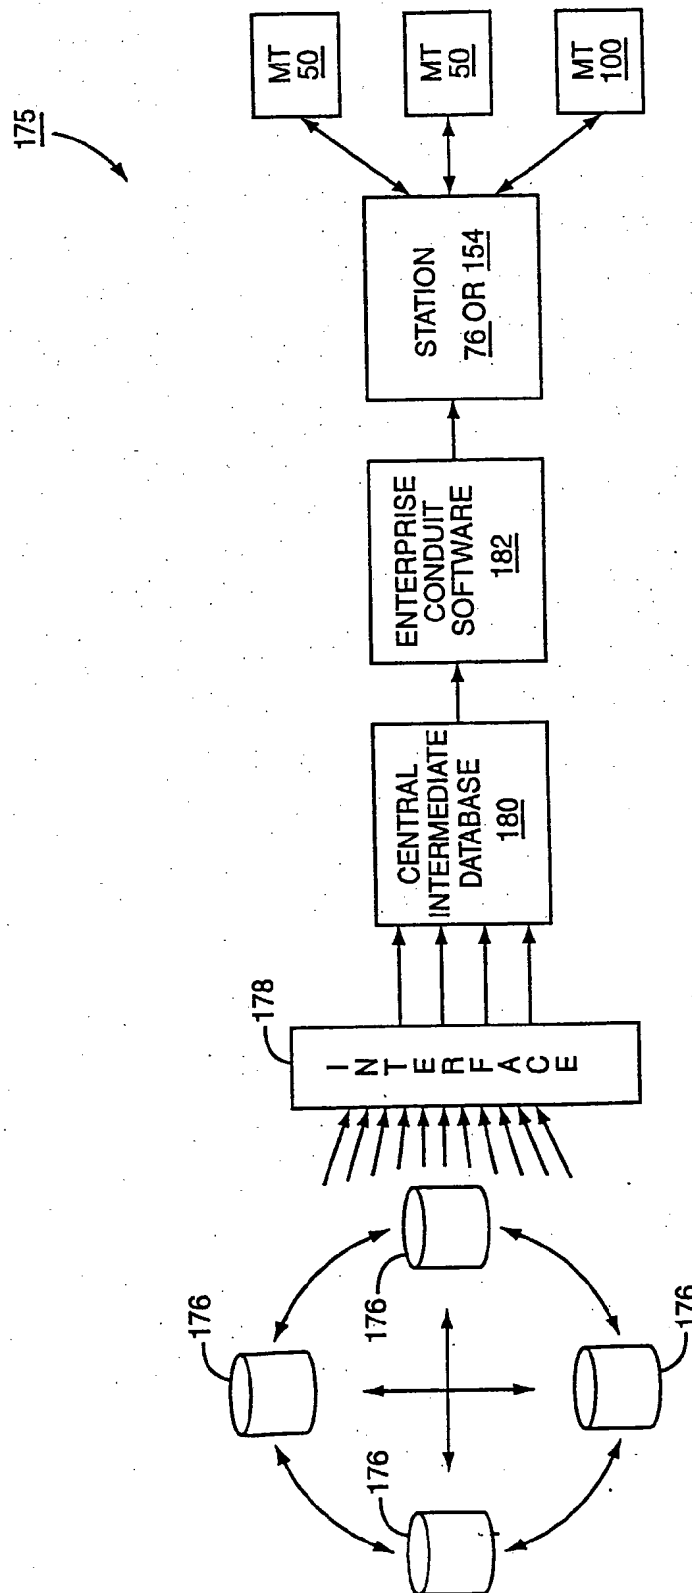 175
176
176
176
176
178
INTERFACE
CENTRAL
INTERMEDIATE
DATABASE
180
ENTERPRISE
CONDUIT
SOFTWARE
182
STATION
76 OR 154
MT
50
MT
50
MT
100